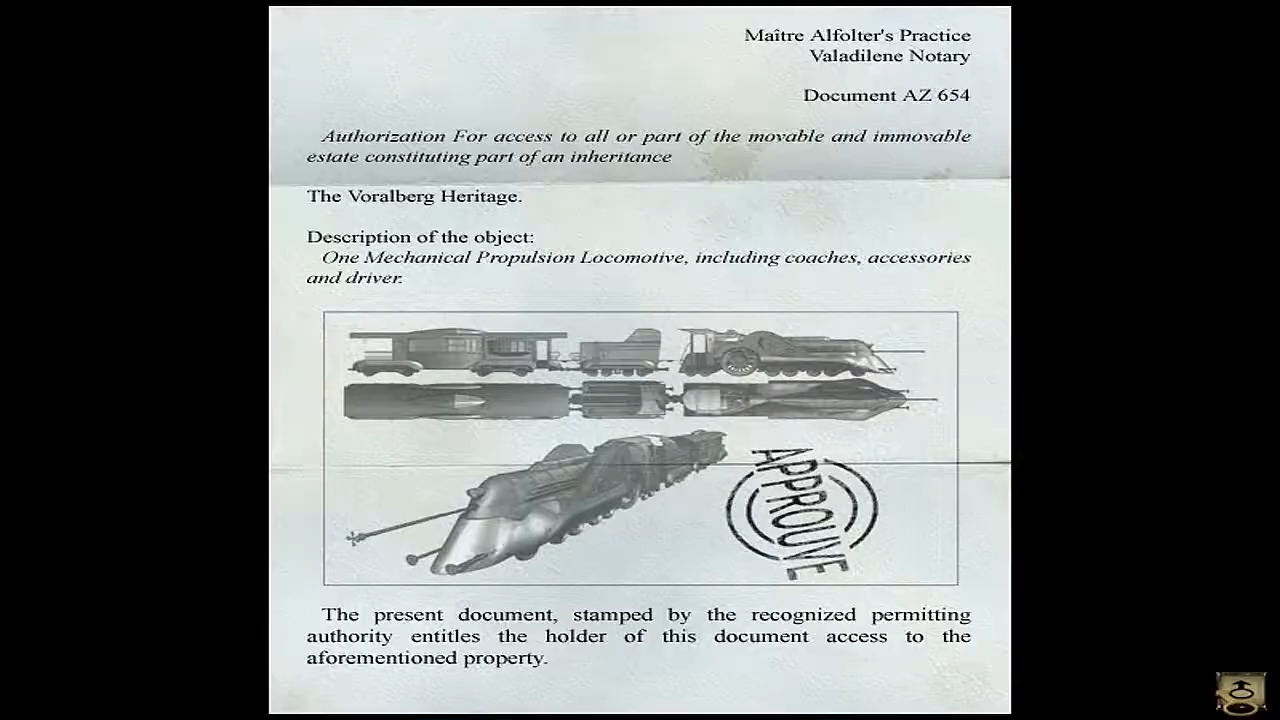 Maître Alfolter's Practice
Valadilene Notary
Document AZ 654
Authorization For access to all or part of the movable and immovable
estate constituting part of an inheritance
The Voralberg Heritage.
Description of the object:
One Mechanical Propulsion Locomotive, including coaches, accessories
and driver.
APPROUVE
The present document, stamped by the recognized permitting
authority entitles the holder of this document access to the
aforementioned property.